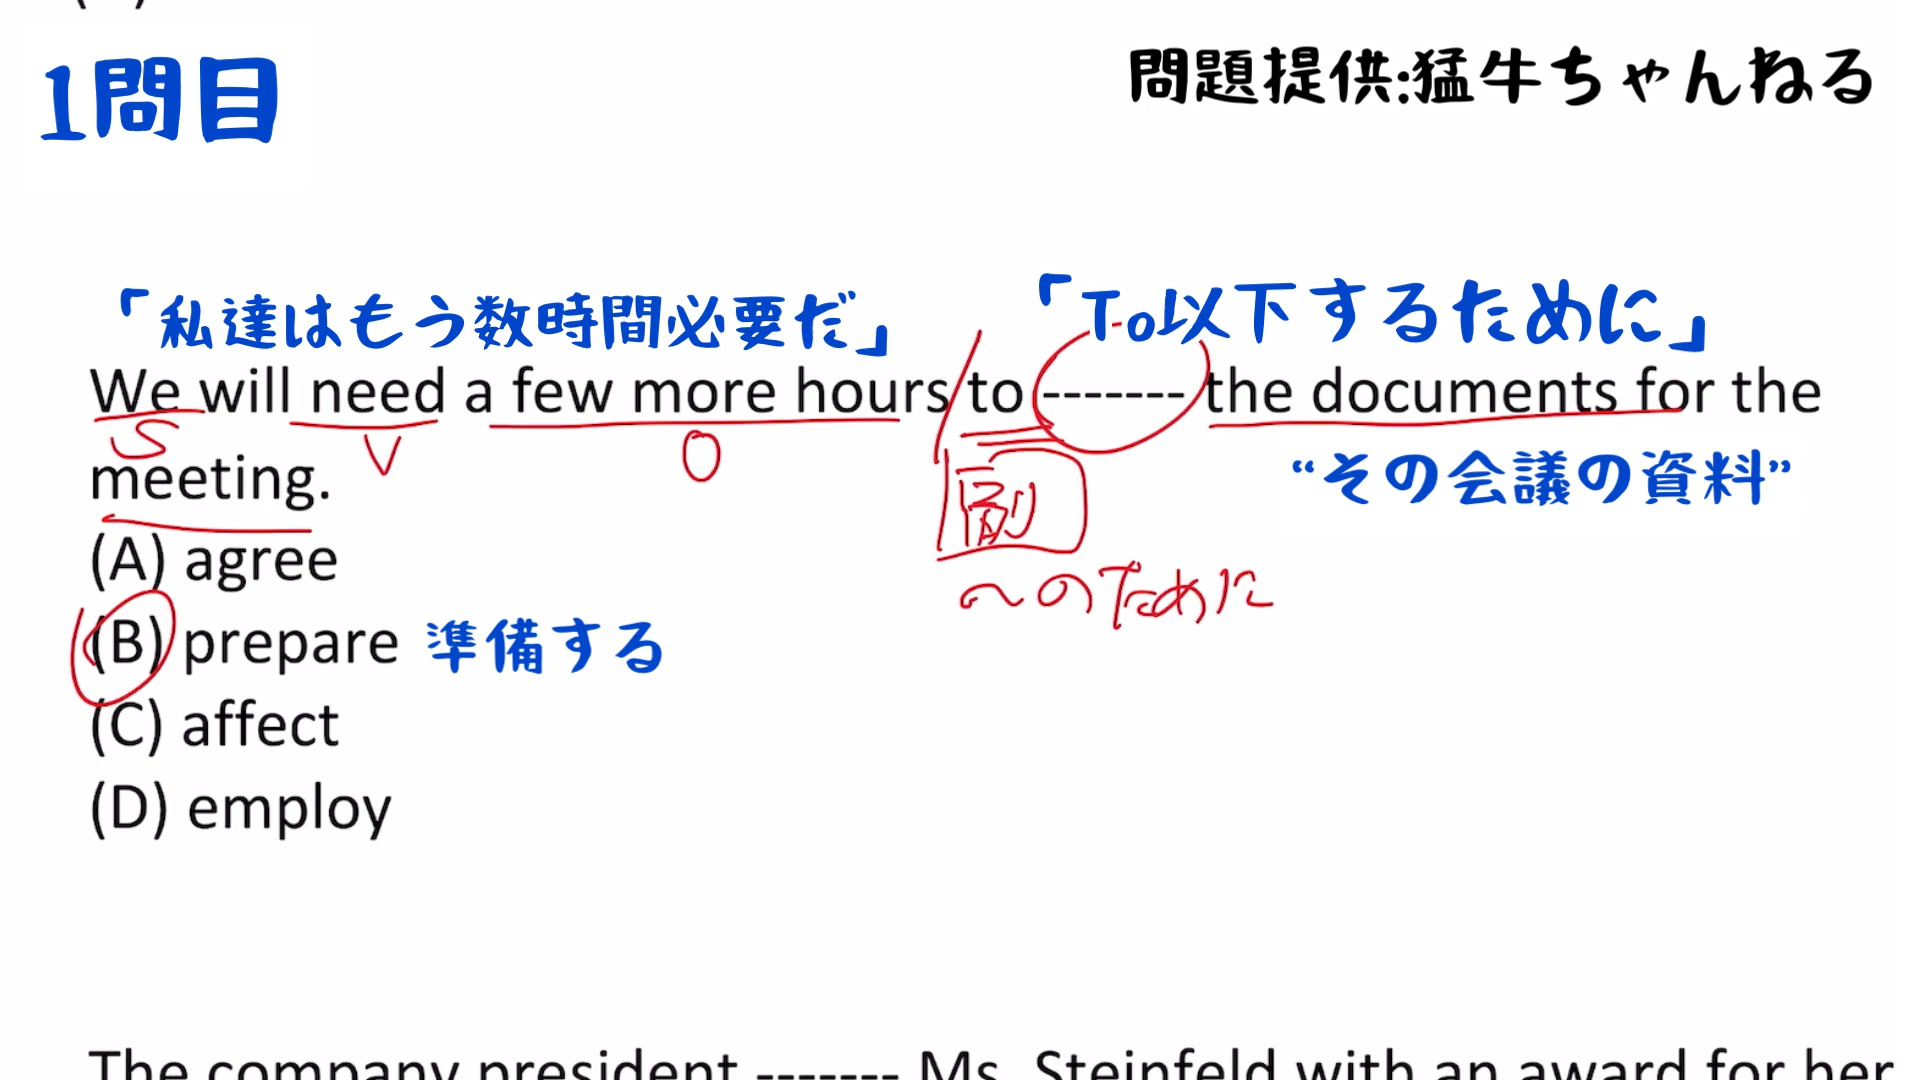 1問目
問題提供:猛牛ちゃんねる
「私達はもう数時間必要だ」
「To以下するために」
We will need a few more hours to ------- the documents for the
S V O
meeting.
“その会議の資料”
副
(A) agree
〜のために
(B) prepare 準備する
(C) affect
(D) employ
The company president ------- Ms. Steinfeld with an award for her